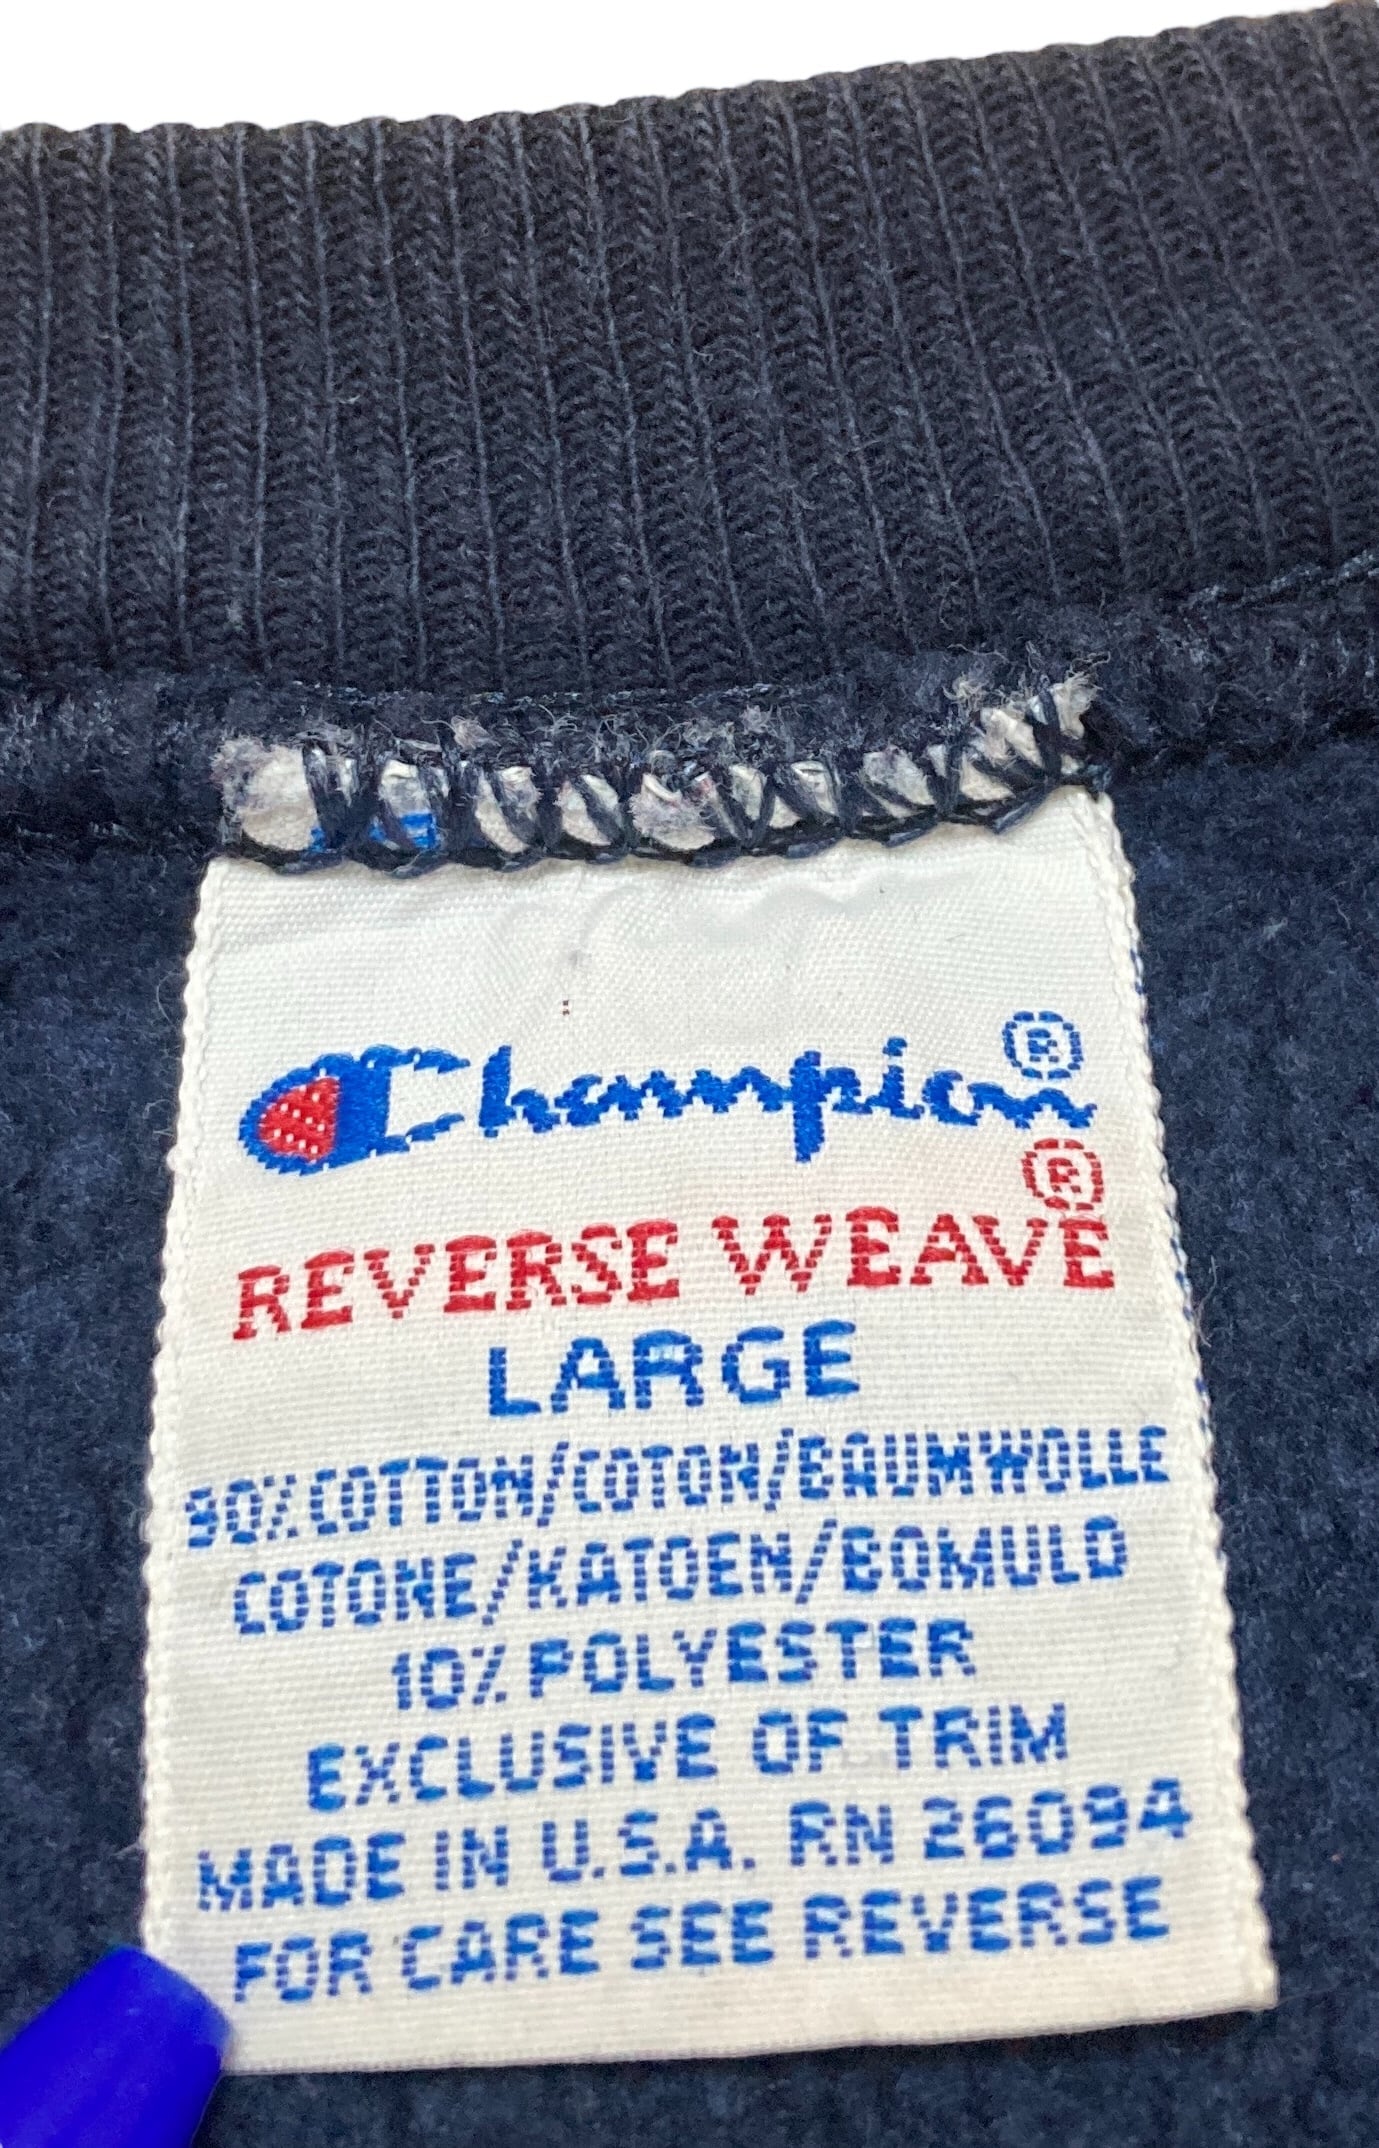 Champion®
REVERSE WEAVE®
LARGE
90% COTTON/COTON/BAUMWOLLE
COTONE/KATOEN/BOMULD
10% POLYESTER
EXCLUSIVE OF TRIM
MADE IN U.S.A. RN 26094
FOR CARE SEE REVERSE